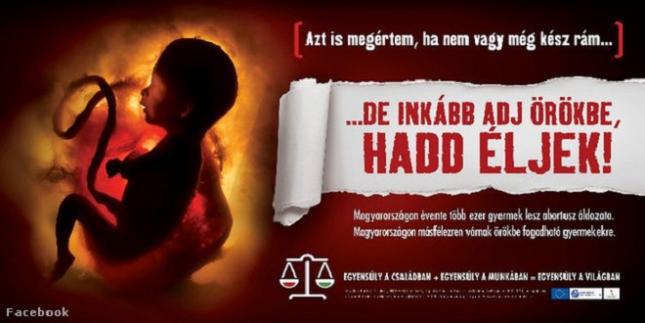 Azt is megértem, ha nem vagy még kész rám...
...DE INKÁBB ADJ ÖRÖKBE,
HADD ÉLJEK!
Magyarországon évente több ezer gyermek lesz abortusz áldozata.
Magyarországon másfélezren várnak örökbe fogadható gyermekekre.
EGYENSÚLY A CSALÁDBAN + EGYENSÚLY A MUNKÁBAN = EGYENSÚLY A VILÁGBAN
Facebook